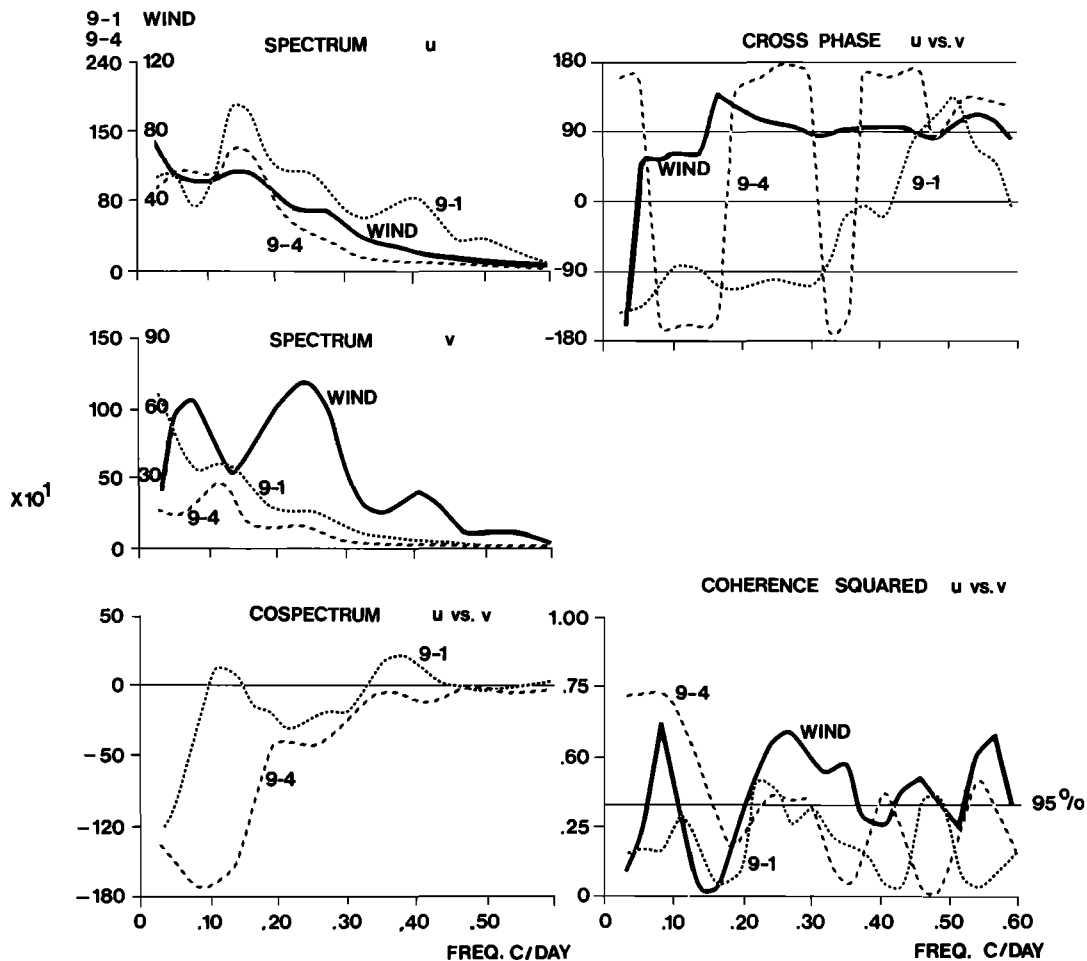 9-1 WIND
9-4
SPECTRUM u
240 120
150 80
80 40
0
9-1
WIND
9-4
CROSS PHASE u vs. v
180
90
0
-90
-180
WIND
9-4
9-1
SPECTRUM v
150 90
100 60
50 30
0
X10¹
WIND
9-1
9-4
COSPECTRUM u vs. v
50
0
-50
-120
-180
9-1
9-4
0 .10 .20 .30 .40 .50
FREQ. C/DAY
COHERENCE SQUARED u vs. v
1.00
.75
.60
.25
0
9-4
WIND
9-1
95%
.10 .20 .30 .40 .50 .60
FREQ. C/DAY